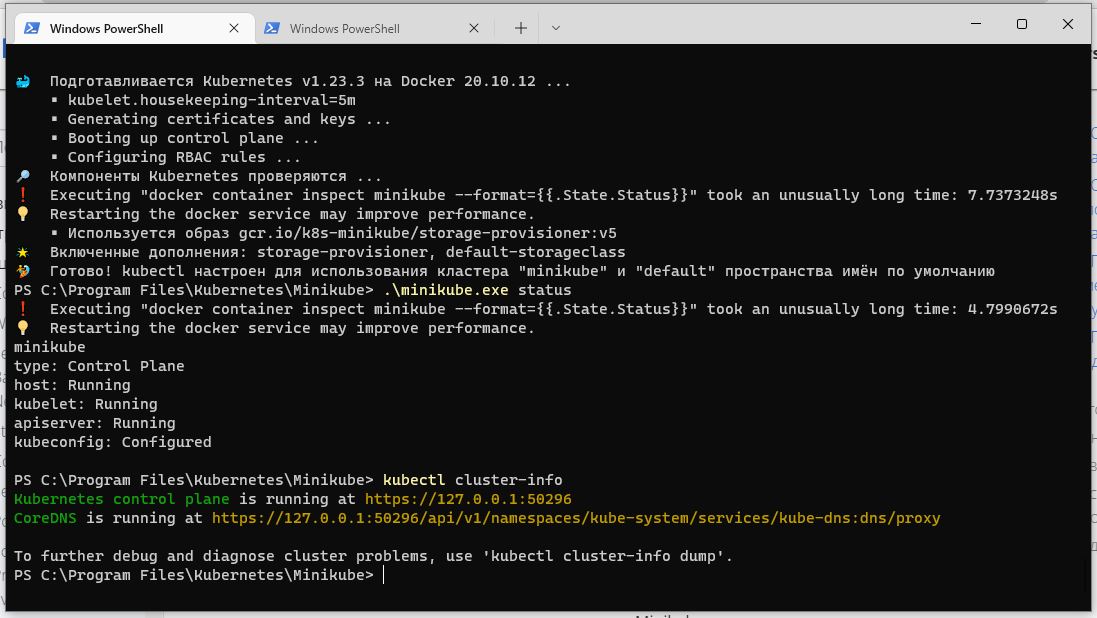 Windows PowerShell
Windows PowerShell
Подготавливается Kubernetes v1.23.3 на Docker 20.10.12 ...
▪ kubelet.housekeeping-interval=5m
▪ Generating certificates and keys ...
▪ Booting up control plane ...
▪ Configuring RBAC rules ...
Компоненты Kubernetes проверяются ...
Executing "docker container inspect minikube --format={{.State.Status}}" took an unusually long time: 7.7373248s
Restarting the docker service may improve performance.
▪ Используется образ gcr.io/k8s-minikube/storage-provisioner:v5
Включенные дополнения: storage-provisioner, default-storageclass
Готово! kubectl настроен для использования кластера "minikube" и "default" пространства имён по умолчанию
PS C:\Program Files\Kubernetes\Minikube> .\minikube.exe status
Executing "docker container inspect minikube --format={{.State.Status}}" took an unusually long time: 4.7990672s
Restarting the docker service may improve performance.
minikube
type: Control Plane
host: Running
kubelet: Running
apiserver: Running
kubeconfig: Configured
PS C:\Program Files\Kubernetes\Minikube> kubectl cluster-info
Kubernetes control plane is running at https://127.0.0.1:50296
CoreDNS is running at https://127.0.0.1:50296/api/v1/namespaces/kube-system/services/kube-dns:dns/proxy
To further debug and diagnose cluster problems, use 'kubectl cluster-info dump'.
PS C:\Program Files\Kubernetes\Minikube>